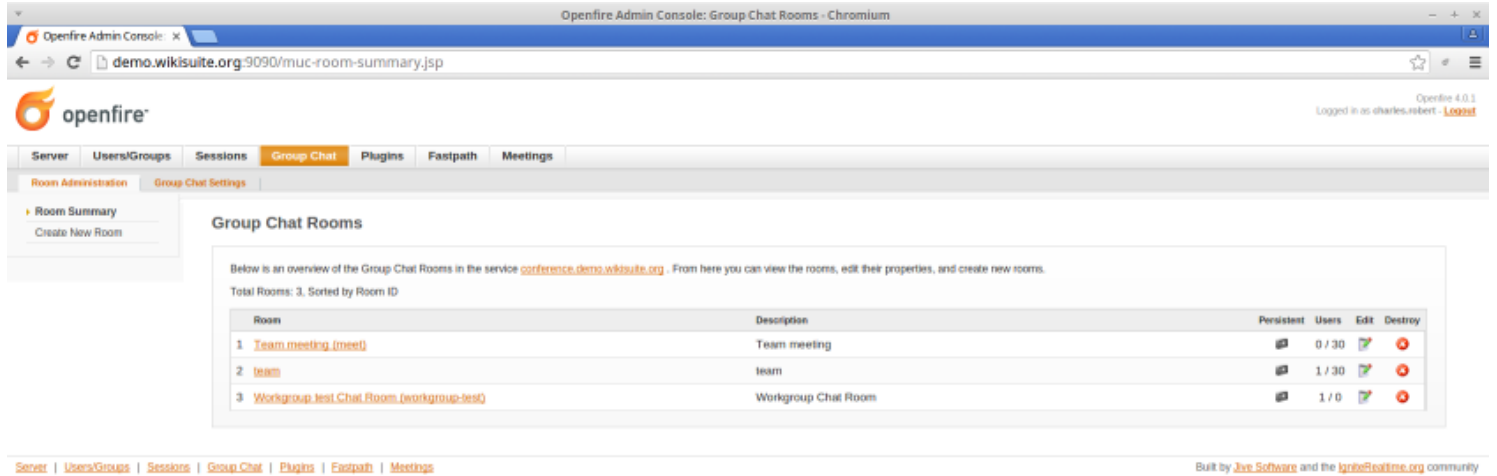 Openfire Admin Console: Group Chat Rooms - Chromium
Openfire Admin Console:
demo.wikisuite.org:9090/muc-room-summary.jsp
openfire
Openfire 4.0.1
Logged in as charles.robert - Logout
Server Users/Groups Sessions Group Chat Plugins Fastpath Meetings
Room Administration Group Chat Settings
Room Summary
Create New Room
Group Chat Rooms
Below is an overview of the Group Chat Rooms in the service conference.demo.wikisuite.org . From here you can view the rooms, edit their properties, and create new rooms.
Total Rooms: 3, Sorted by Room ID
Room Description Persistent Users Edit Destroy
1 Team meeting (meet) Team meeting 0 / 30
2 team team 1 / 30
3 Workgroup test Chat Room (workgroup-test) Workgroup Chat Room 1 / 0
Server | Users/Groups | Sessions | Group Chat | Plugins | Fastpath | Meetings
Built by Jive Software and the IgniteRealtime.org community